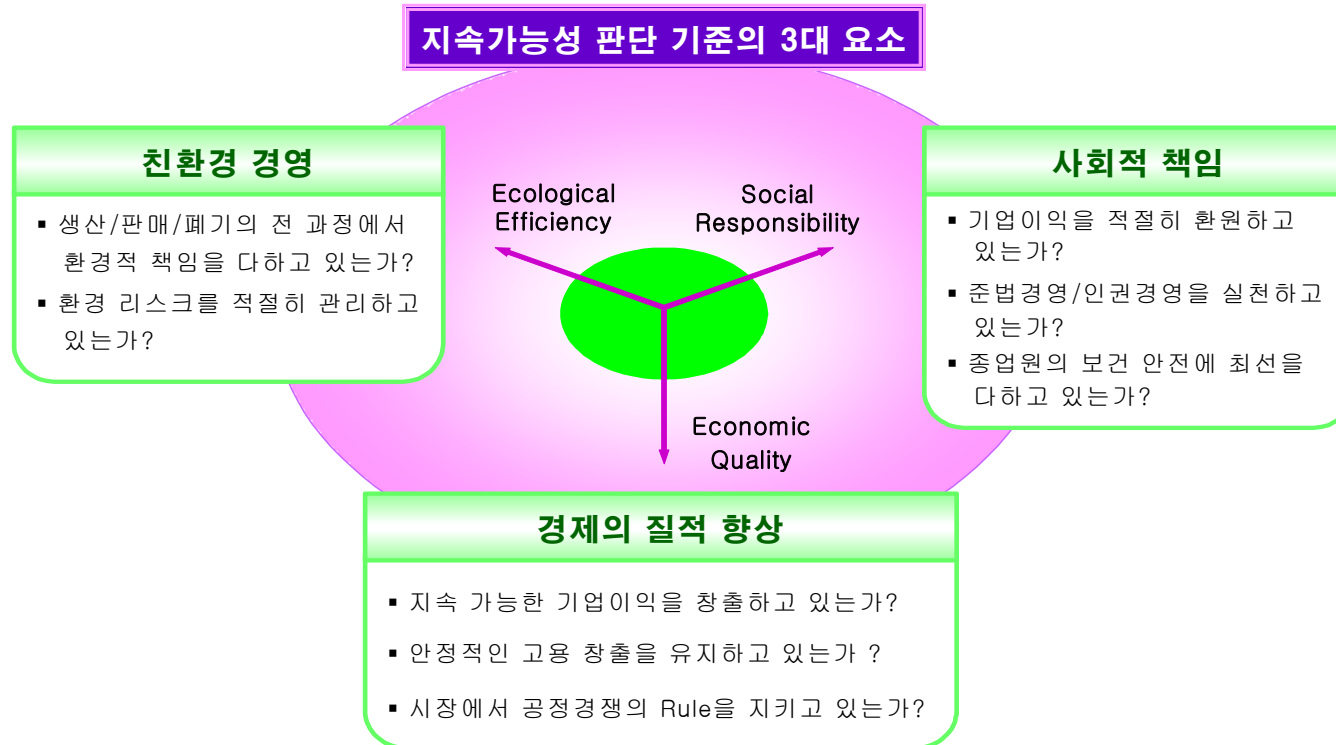 지속가능성 판단 기준의 3대 요소
친환경 경영
▪ 생산/판매/폐기의 전 과정에서
환경적 책임을 다하고 있는가?
▪ 환경 리스크를 적절히 관리하고
있는가?
Ecological
Efficiency
Social
Responsibility
Economic
Quality
사회적 책임
▪ 기업이익을 적절히 환원하고
있는가?
▪ 준법경영/인권경영을 실천하고
있는가?
▪ 종업원의 보건 안전에 최선을
다하고 있는가?
경제의 질적 향상
▪ 지속 가능한 기업이익을 창출하고 있는가?
▪ 안정적인 고용 창출을 유지하고 있는가 ?
▪ 시장에서 공정경쟁의 Rule을 지키고 있는가?